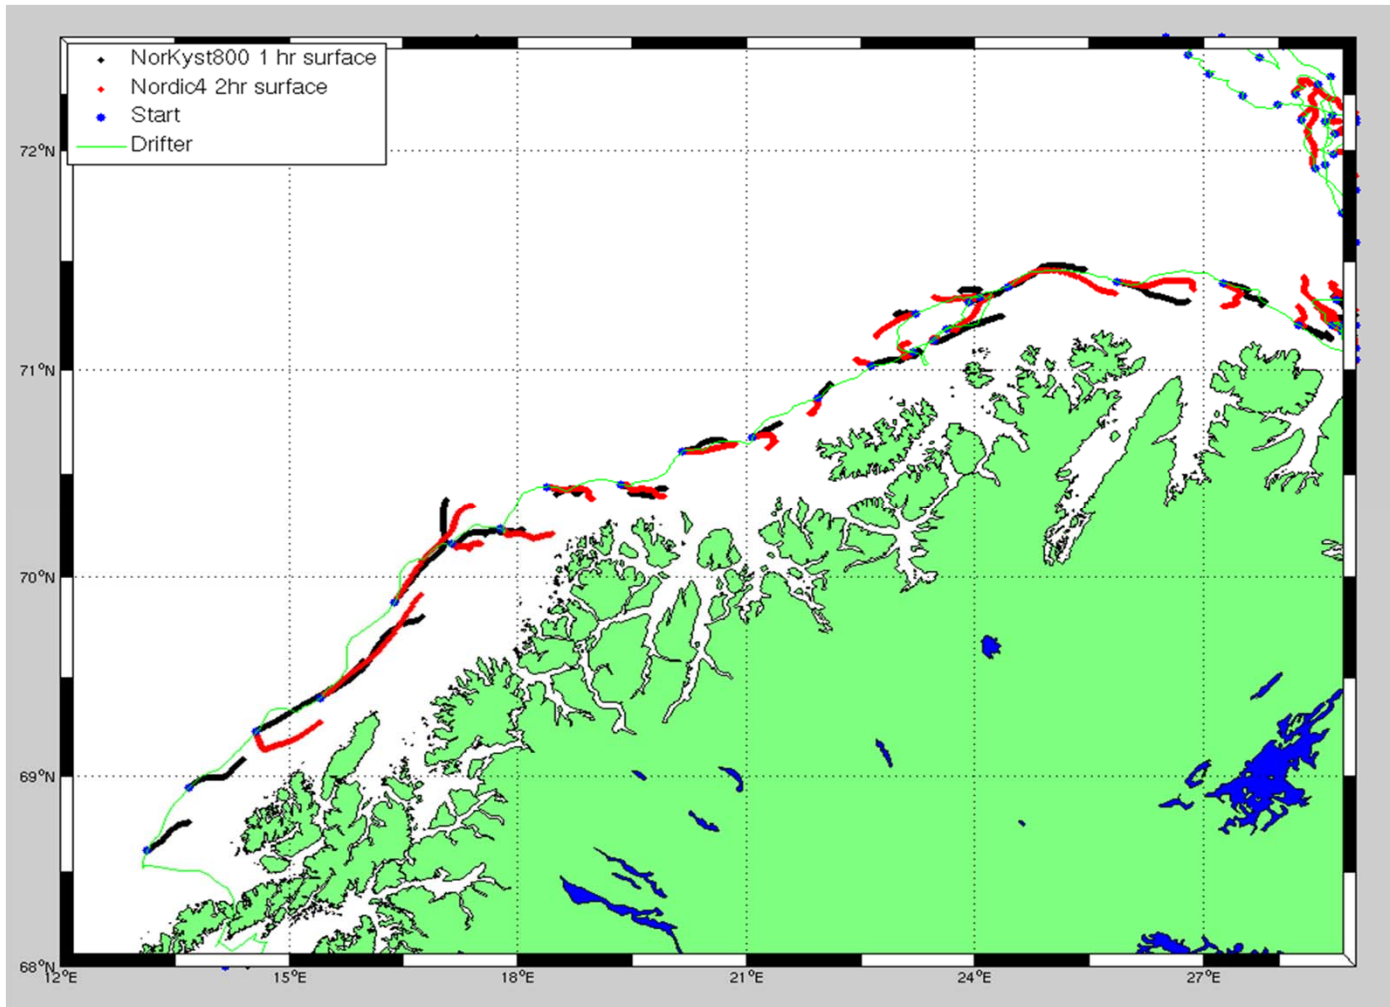 NorKyst800 1 hr surface
Nordic4 2hr surface
Start
Drifter
72°N
71°N
70°N
69°N
68°N
12°E
15°E
18°E
21°E
24°E
27°E